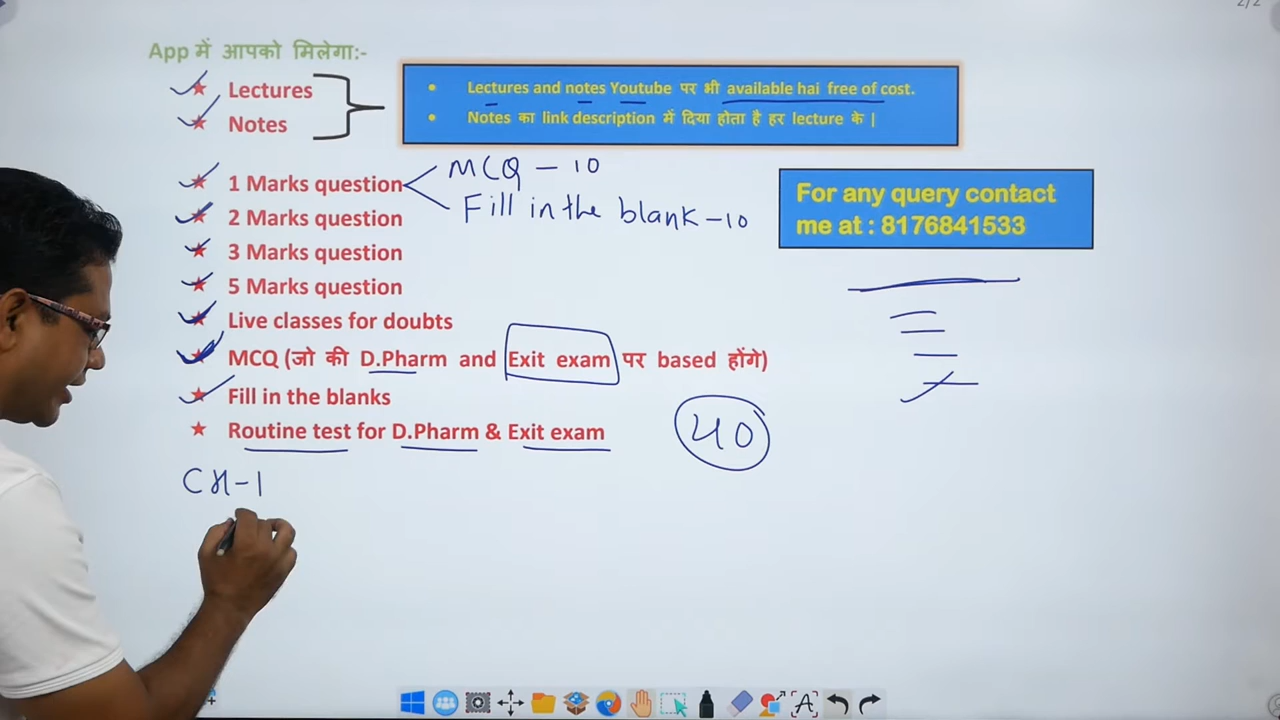 2/2
App में आपको मिलेगा:-
Lectures
Notes
Lectures and notes Youtube पर भी available hai free of cost.
Notes का link description में दिया होता है हर lecture के |
1 Marks question
MCQ - 10
Fill in the blank - 10
2 Marks question
3 Marks question
5 Marks question
For any query contact
me at : 8176841533
Live classes for doubts
MCQ (जो की D.Pharm and Exit exam पर based होंगे)
Fill in the blanks
Routine test for D.Pharm & Exit exam
40
CH-1